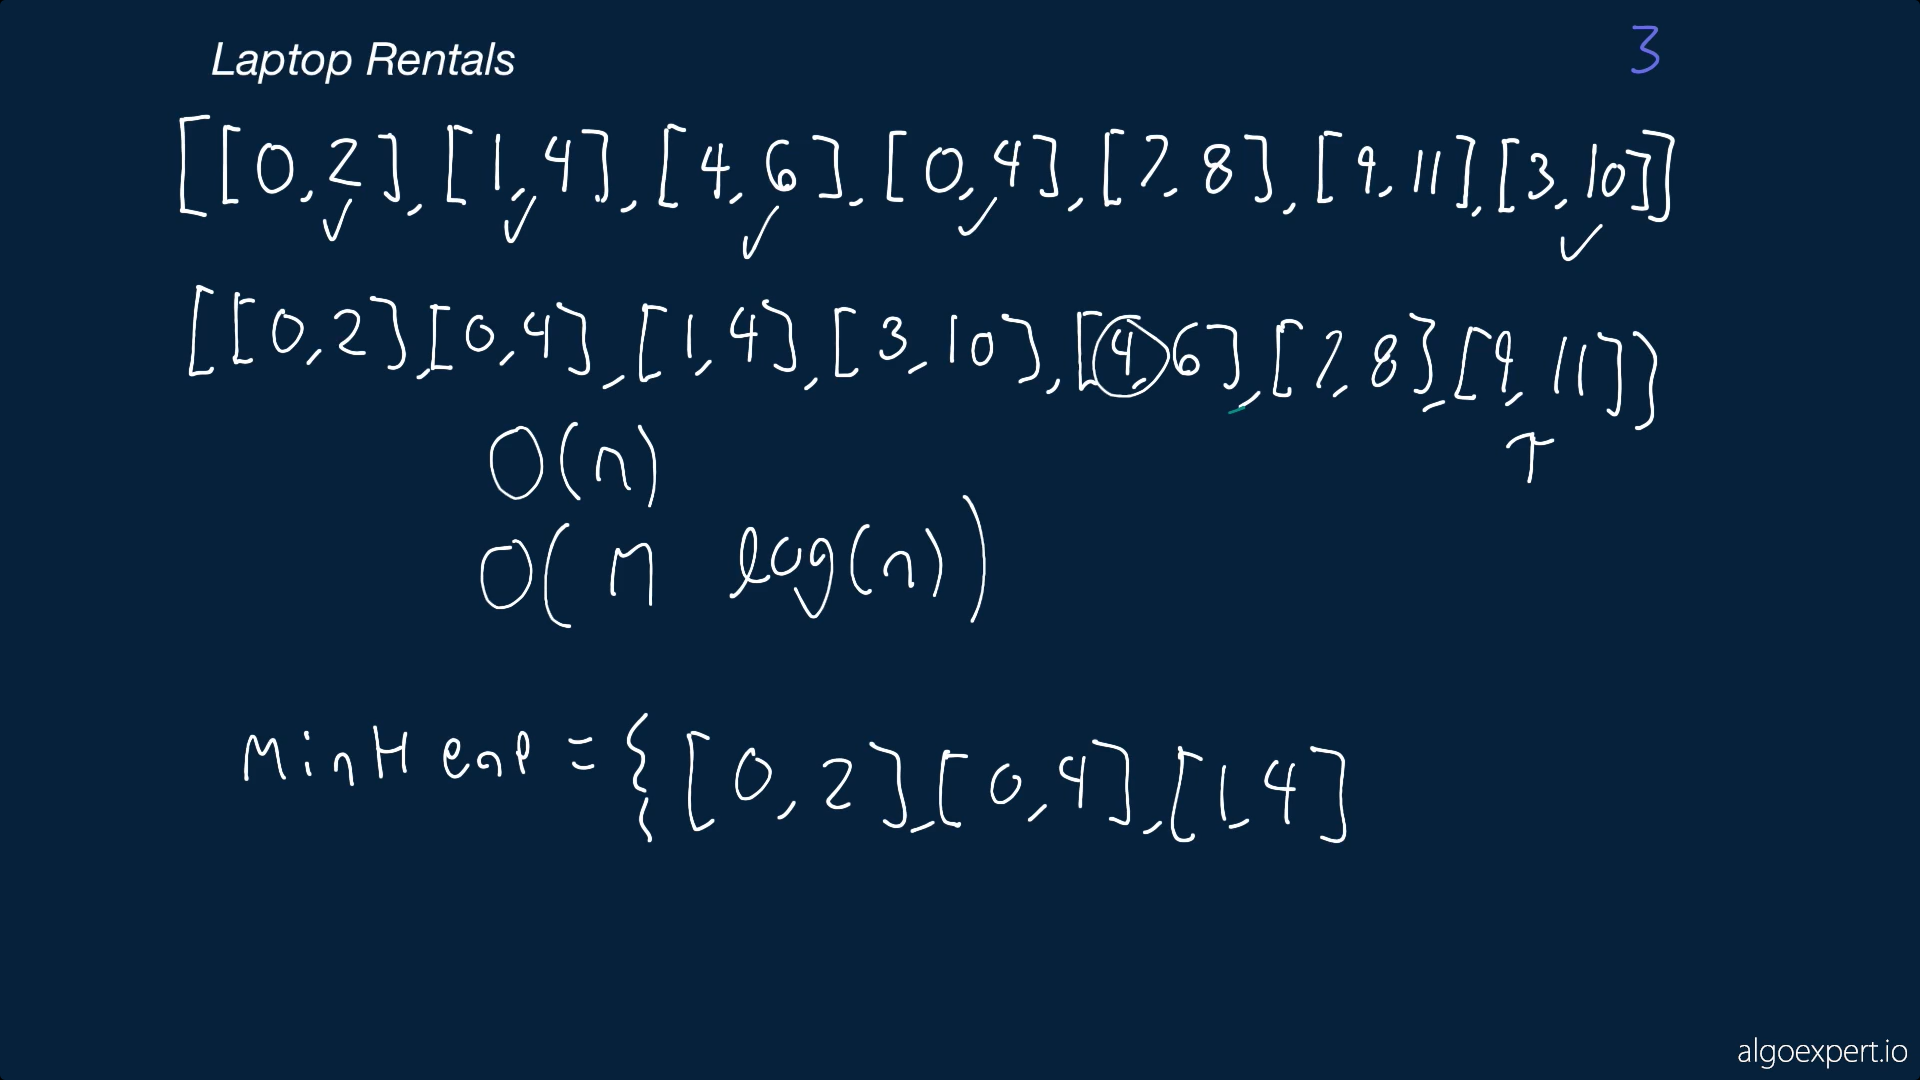 Laptop Rentals
3
[[0,2],[1,4],[4,6],[0,4],[7,8],[9,11],[3,10]]
[[0,2],[0,4],[1,4],[3,10],[4,6],[7,8],[9,11]]
O(n)
O(n log(n))
MinHeap = { [0,2],[0,4],[1,4]
algoexpert.io